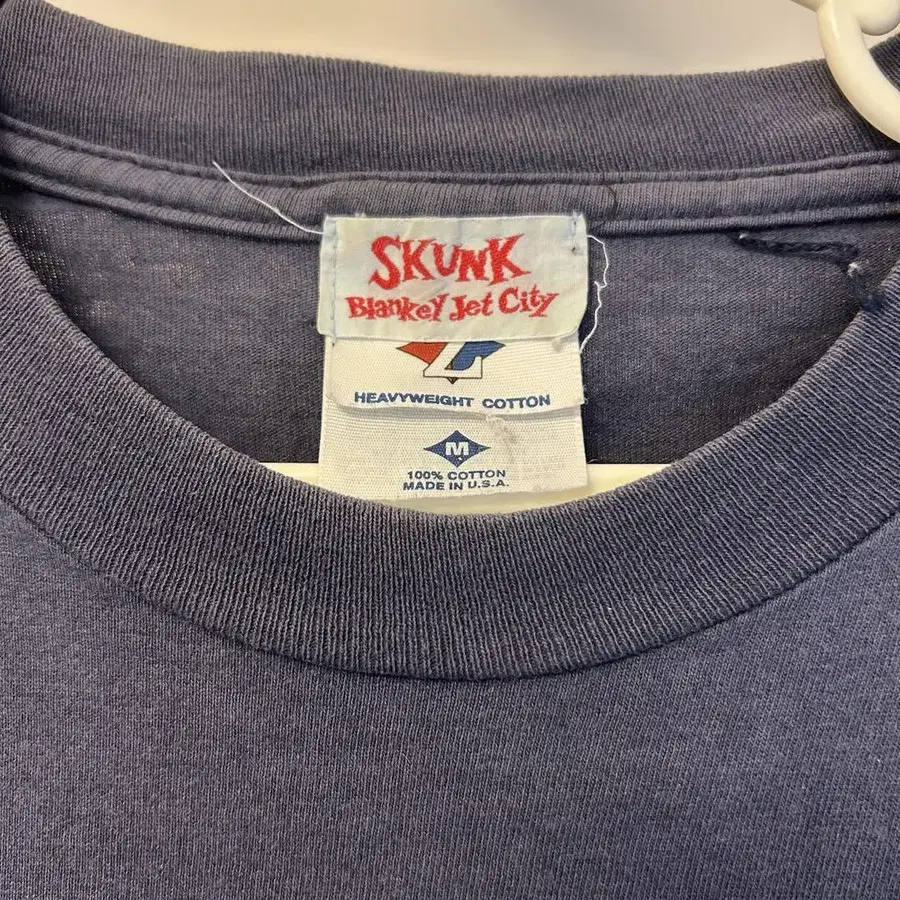 SKUNK
Blankey Jet City
L
HEAVYWEIGHT COTTON
M
100% COTTON
MADE IN U.S.A.